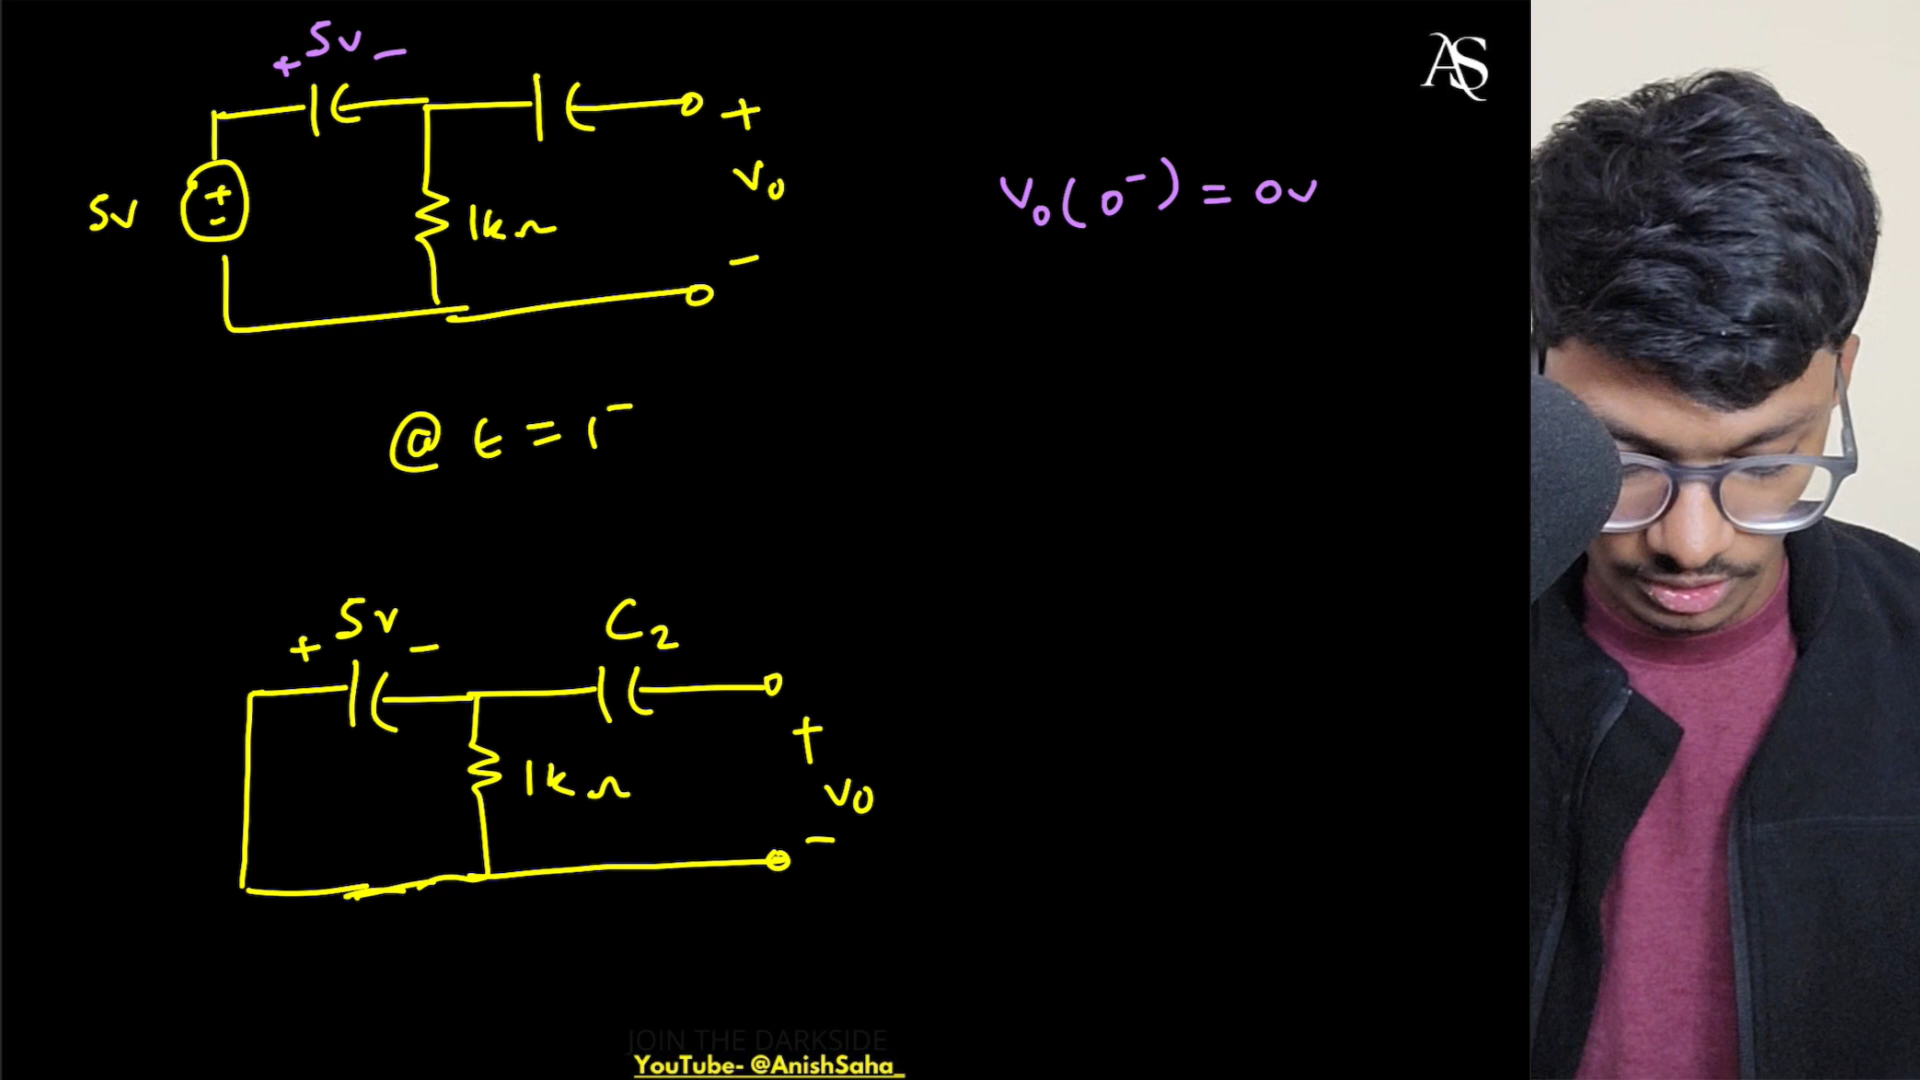 + 5v -
AS
+
5v
+
-
1kΩ
v₀
-
V₀(0⁻) = 0v
@ t = 1⁻
+ 5v -
C₂
1kΩ
+
v0
-
JOIN THE DARKSIDE
YouTube- @AnishSaha_